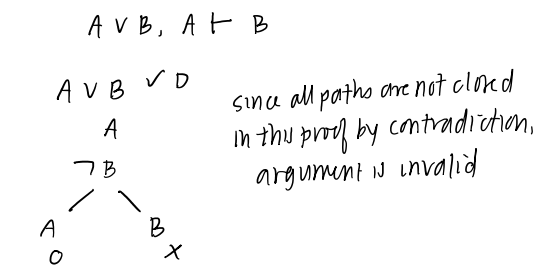 A ∨ B, A ⊢ B
A ∨ B ✓ D
A
¬ B
A B
O X
since all paths are not closed
in this proof by contradiction,
argument is invalid